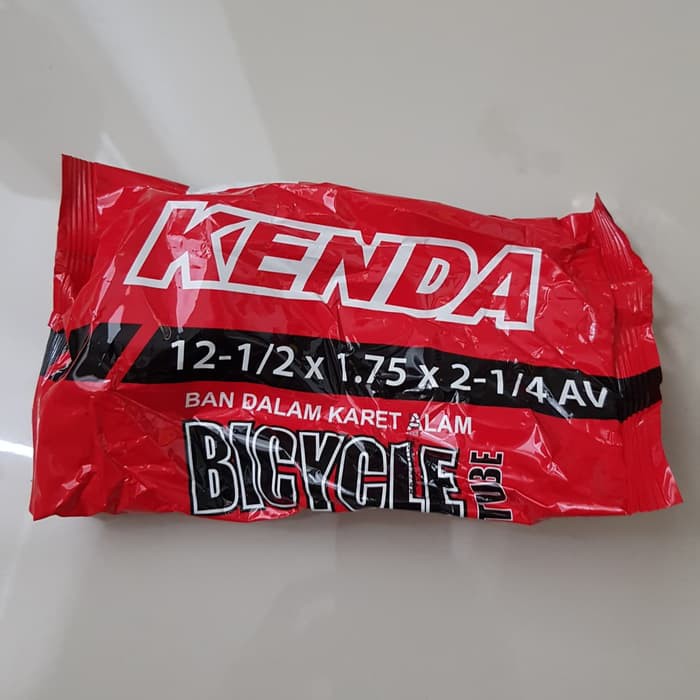 KENDA
12-1/2 x 1.75 x 2-1/4 AV
BAN DALAM KARET ALAM
BICYCLE
TUBE